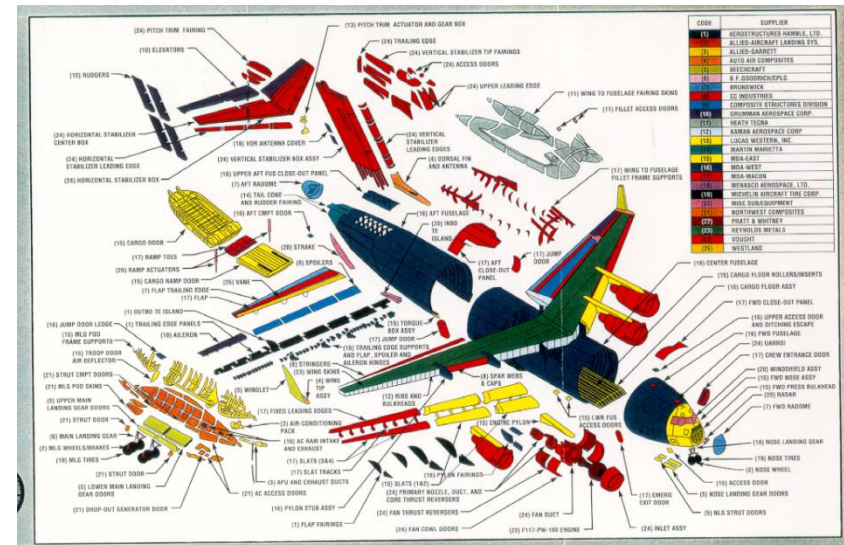 (13) PITCH TRIM ACTUATOR AND GEAR BOX
(24) PITCH TRIM FAIRING
(10) ELEVATORS
(10) RUDDERS
(24) TRAILING EDGE
(24) VERTICAL STABILIZER TIP FAIRINGS
(24) ACCESS DOORS
(24) UPPER LEADING EDGE
(11) WING TO FUSELAGE FAIRING SKINS
(11) FILLET ACCESS DOORS
(24) HORIZONTAL STABILIZER
CENTER BOX
(24) HORIZONTAL
STABILIZER LEADING EDGE
(24) HORIZONTAL STABILIZER BOX
(16) VOR ANTENNA COVER
(24) VERTICAL STABILIZER BOX ASSY
(24) VERTICAL
STABILIZER
LEADING EDGES
(4) DORSAL FIN
AND ANTENNA
(16) UPPER AFT FUS CLOSE-OUT PANEL
(7) AFT RADOME
(14) TAIL CONE
AND RUDDER FAIRING
(16) AFT CMPT DOOR
(17) WING TO FUSELAGE
FILLET FRAME SUPPORTS
(16) AFT FUSELAGE
(20) INBD
TE
ISLAND
(17) AFT
CLOSE-OUT
PANEL
(17) JUMP
DOOR
(15) CARGO DOOR
(17) RAMP TOES
(20) RAMP ACTUATORS
(15) CARGO RAMP DOOR
(20) STRAKE
(9) SPOILERS
(25) VANE
(7) FLAP TRAILING EDGE
(17) FLAP
(1) OUTBD TE ISLAND
(1) TRAILING EDGE PANELS
(10) AILERON
(15) TORQUE
BOX ASSY
(17) JUMP DOOR
(18) TRAILING EDGE SUPPORTS
AND FLAP, SPOILER AND
AILERON HINGES
(9) STRINGERS
(23) WING SKINS
(8) SPAR WEBS
& CAPS
(12) RIBS AND
BULKHEADS
(5) WINGLET
(4) WING
TIP
ASSY
(16) CENTER FUSELAGE
(15) CARGO FLOOR ROLLERS/INSERTS
(16) CARGO FLOOR ASSY
(17) FWD CLOSE-OUT PANEL
(16) UPPER ACCESS DOOR
AND DITCHING ESCAPE
(16) FWD FUSELAGE
(24) UARRSI
(17) CREW ENTRANCE DOOR
(20) WINDSHIELD ASSY
(15) FWD NOSE ASSY
(15) FWD PRESS BULKHEAD
(20) RADAR
(7) FWD RADOME
(18) NOSE LANDING GEAR
(19) NOSE TIRES
(2) NOSE WHEEL
(15) ACCESS DOOR
(5) NOSE LANDING GEAR DOORS
(5) NLG STRUT DOORS
(16) JUMP DOOR LEDGE
(15) MLG POD
FRAME SUPPORTS
(15) TROOP DOOR
AIR DEFLECTOR
(21) STRUT CMPT DOORS
(21) MLG POD SKINS
(5) UPPER MAIN
LANDING GEAR DOORS
(21) STRUT DOOR
(6) MAIN LANDING GEAR
(2) MLG WHEELS/BRAKES
(19) MLG TIRES
(21) STRUT DOOR
(5) LOWER MAIN LANDING
GEAR DOORS
(21) DROP-OUT GENERATOR DOOR
(21) AC ACCESS DOORS
(3) APU AND EXHAUST DUCTS
(17) FIXED LEADING EDGES
(3) AIR-CONDITIONING
PACK
(16) AC RAM INTAKE
AND EXHAUST
(17) SLATS (3&4)
(17) SLAT TRACKS
(16) PYLON STUB ASSY
(1) FLAP FAIRINGS
(15) SLATS (1&2)
(16) PYLON FAIRINGS
(15) ENGINE PYLON
(15) LWR FUS
ACCESS DOORS
(24) PRIMARY NOZZLE, DUCT, AND
CORE THRUST REVERSERS
(24) FAN THRUST REVERSERS
(24) FAN COWL DOORS
(24) FAN DUCT
(22) F117-PW-100 ENGINE
(17) EMERG
EXIT DOOR
(24) INLET ASSY
CODE SUPPLIER
(1) AEROSTRUCTURES HAMBLE, LTD.
ALLIED-AIRCRAFT LANDING SYS.
(3) ALLIED-GARRETT
AUTO AIR COMPOSITES
BEECHCRAFT
B.F. GOODRICH/CPLG
BRUNSWICK
CC INDUSTRIES
COMPOSITE STRUCTURES DIVISION
(10) GRUMMAN AEROSPACE CORP.
(11) HEATH TECNA
(12) KAMAN AEROSPACE CORP
(13) LUCAS WESTERN, INC.
MARTIN MARIETTA
(15) MDA-EAST
(16) MDA-WEST
MDA-MACON
MENASCO AEROSPACE, LTD.
(19) MICHELIN AIRCRAFT TIRE CORP.
MISC SUB/EQUIPMENT
NORTHWEST COMPOSITES
(22) PRATT & WHITNEY
(23) REYNOLDS METALS
VOUGHT
(25) WESTLAND